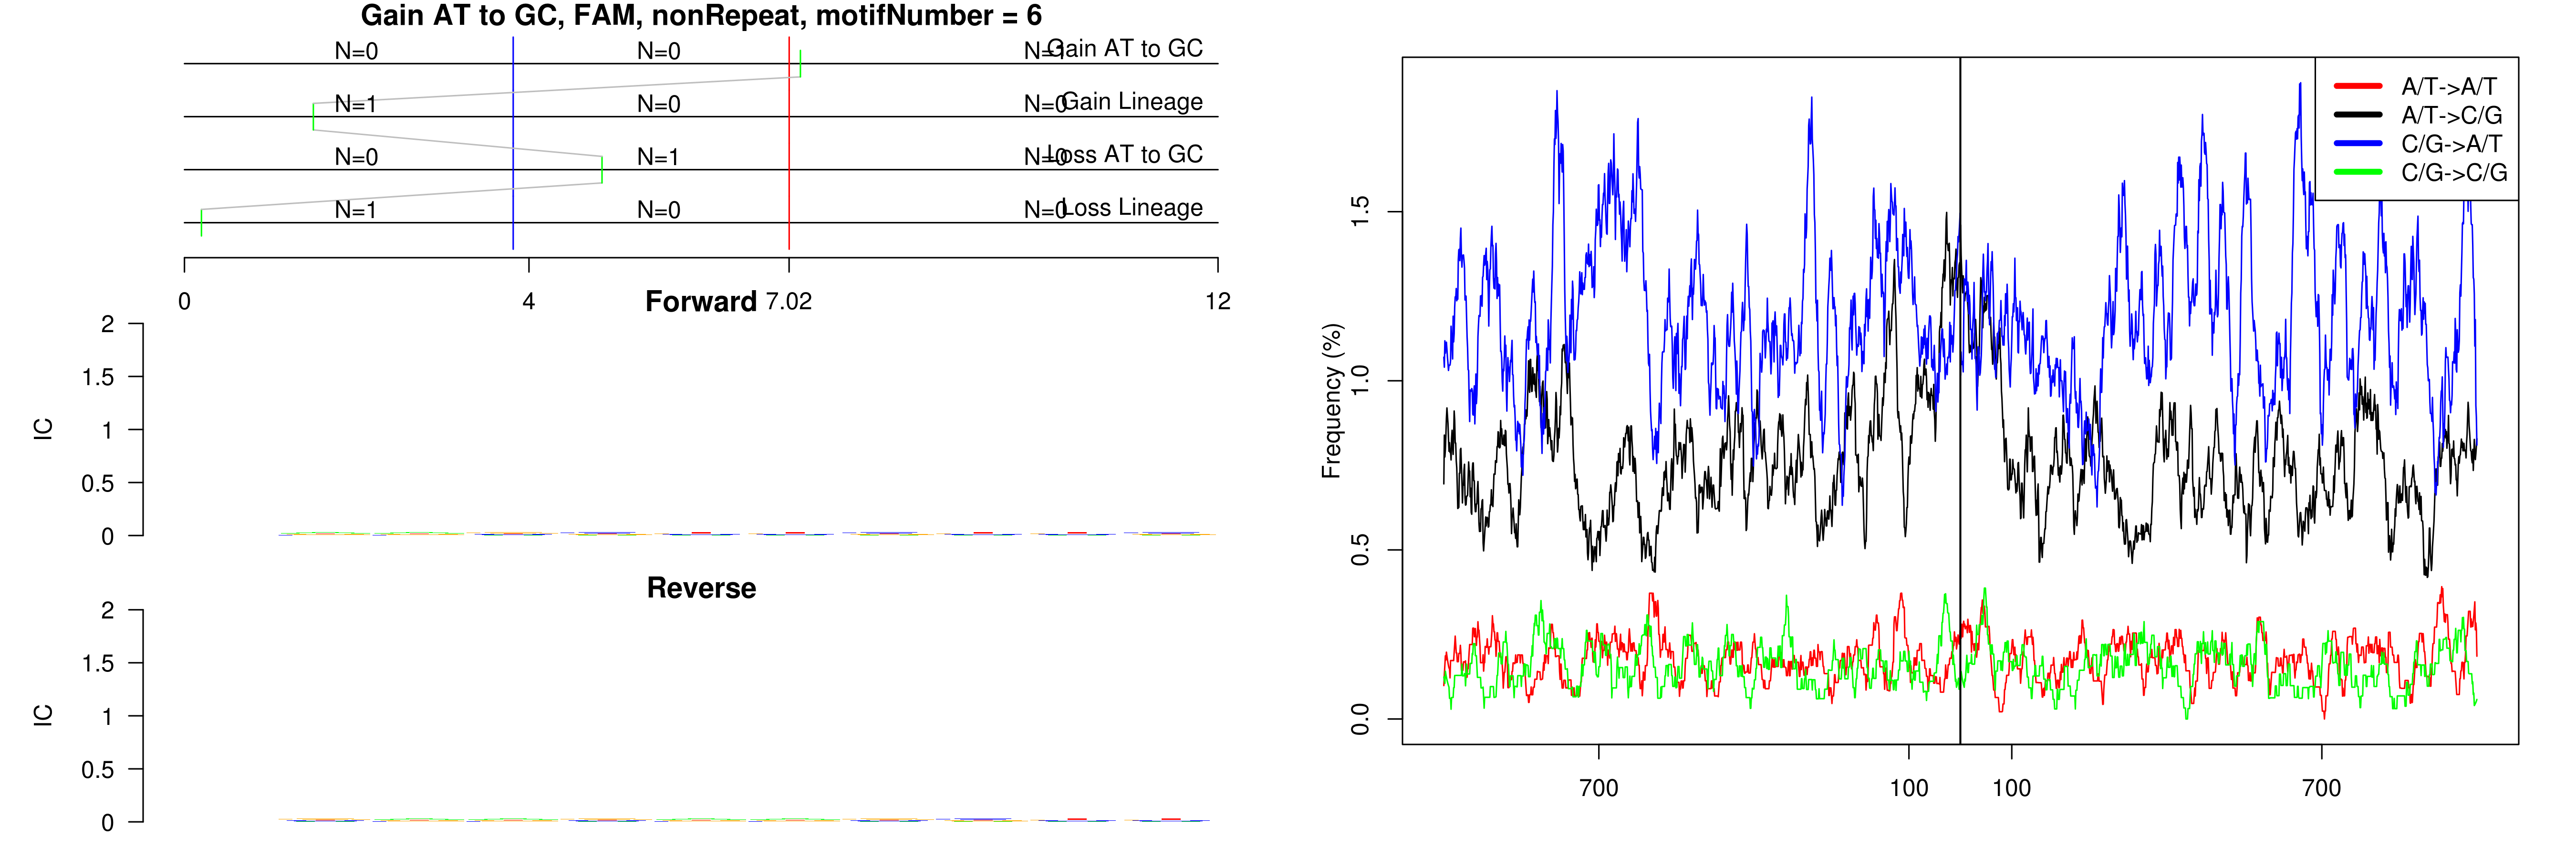 Gain AT to GC, FAM, nonRepeat, motifNumber = 6
N=0 N=0 N=1 Gain AT to GC
N=1 N=0 N=0 Gain Lineage
N=0 N=1 N=0 Loss AT to GC
N=1 N=0 N=0 Loss Lineage
0 4 7.02 12
Forward
IC
2
1.5
1
0.5
0
Reverse
IC
2
1.5
1
0.5
0
Frequency (%)
1.5
1.0
0.5
0.0
700 100 100 700
A/T->A/T
A/T->C/G
C/G->A/T
C/G->C/G